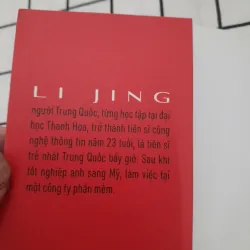 LI JING
người Trung Quốc, từng học tập tại đại
học Thanh Hoa, trở thành tiến sĩ công
nghệ thông tin năm 23 tuổi, là tiến sĩ
trẻ nhất Trung Quốc bấy giờ. Sau khi
tốt nghiệp anh sang Mỹ, làm việc tại
một công ty phần mềm.